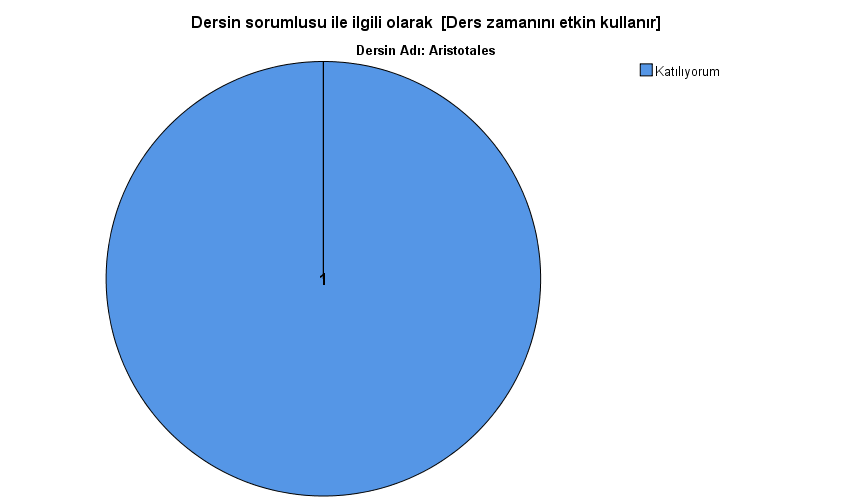 Dersin sorumlusu ile ilgili olarak [Ders zamanını etkin kullanır]
Dersin Adı: Aristotales
Katılıyorum
1